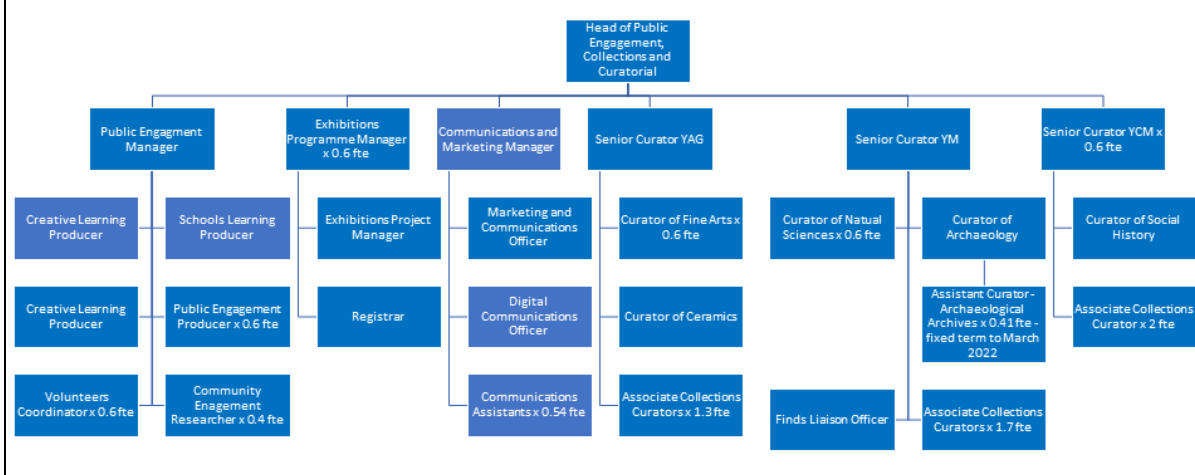 Head of Public
Engagement,
Collections and
Curatorial
Public Engagment
Manager
Exhibitions
Programme Manager
x 0.6 fte
Communications and
Marketing Manager
Senior Curator YAG
Senior Curator YM
Senior Curator YCM x
0.6 fte
Creative Learning
Producer
Schools Learning
Producer
Exhibitions Project
Manager
Marketing and
Communications
Officer
Curator of Fine Arts x
0.6 fte
Curator of Natual
Sciences x 0.6 fte
Curator of
Archaeology
Curator of Social
History
Creative Learning
Producer
Public Engagement
Producer x 0.6 fte
Registrar
Digital
Communications
Officer
Curator of Ceramics
Assistant Curator-
Archaeological
Archives x 0.41 fte -
fixed term to March
2022
Associate Collections
Curator x 2 fte
Volunteers
Coordinator x 0.6 fte
Community
Enagement
Researcher x 0.4 fte
Communications
Assistants x 0.54 fte
Associate Collections
Curators x 1.3 fte
Finds Liaison Officer
Associate Collections
Curators x 1.7 fte